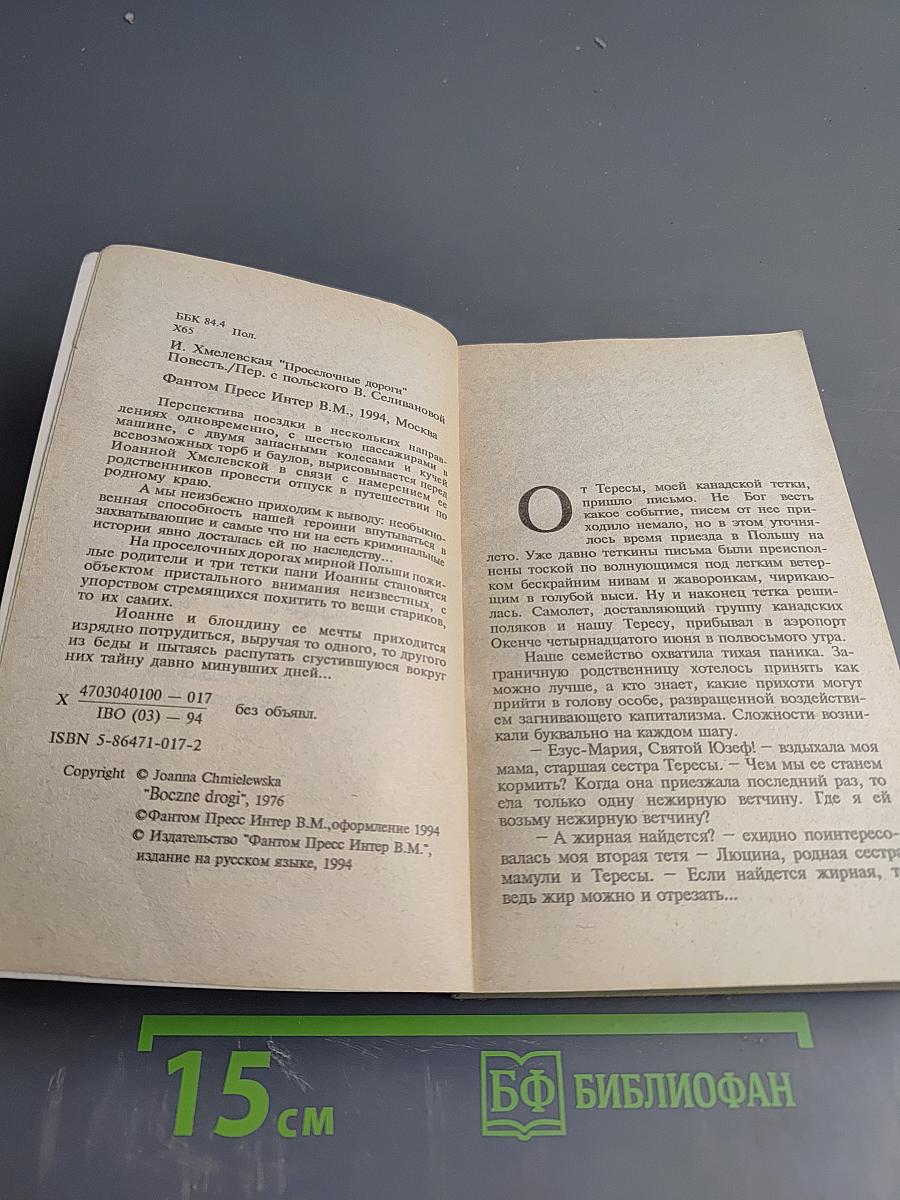 ББК 84.4 Пол.
Х65
И. Хмелевская "Проселочные дороги"
Повесть./Пер. с польского В. Селивановой
Фантом Пресс Интер В.М., 1994, Москва
Перспектива поездки в нескольких направ-
лениях одновременно, с шестью пассажирами в
машине, с двумя запасными колесами и кучей
всевозможных торб и баулов, вырисовывается перед
Иоанной Хмелевской в связи с намерением ее
родственников провести отпуск в путешествии по
родному краю.
А мы неизбежно приходим к выводу: необыкно-
венная способность нашей героини впутываться в
захватывающие и самые что ни на есть криминальные
истории явно досталась ей по наследству...
На проселочных дорогах мирной Польши пожи-
лые родители и три тетки пани Иоанны становятся
объектом пристального внимания неизвестных, с
упорством стремящихся похитить то вещи стариков,
то их самих.
Иоанне и блондину ее мечты приходится
изрядно потрудиться, выручая то одного, то другого
из беды и пытаясь распутать сгустившуюся вокруг
них тайну давно минувших дней...
Х 4703040100 — 017
IBO (03) — 94 без объявл.
ISBN 5-86471-017-2
Copyright © Joanna Chmielewska
"Boczne drogi", 1976
©Фантом Пресс Интер В.М.,оформление 1994
© Издательство "Фантом Пресс Интер В.М.",
издание на русском языке, 1994
От Тересы, моей канадской тетки,
пришло письмо. Не Бог весть
какое событие, писем от нее при-
ходило немало, но в этом уточня-
лось время приезда в Польшу на
лето. Уже давно теткины письма были преиспол-
нены тоской по волнующимся под легким ветер-
ком бескрайним нивам и жаворонкам, чирикаю-
щим в голубой выси. Ну и наконец тетка реши-
лась. Самолет, доставляющий группу канадских
поляков и нашу Тересу, прибывал в аэропорт
Окенче четырнадцатого июня в полвосьмого утра.
Наше семейство охватила тихая паника. За-
граничную родственницу хотелось принять как
можно лучше, а кто знает, какие прихоти могут
прийти в голову особе, развращенной воздействи-
ем загнивающего капитализма. Сложности возни-
кали буквально на каждом шагу.
— Езус-Мария, Святой Юзеф! — вздыхала моя
мама, старшая сестра Тересы. — Чем мы ее станем
кормить? Когда она приезжала последний раз, то
ела только одну нежирную ветчину. Где я ей
возьму нежирную ветчину?
— А жирная найдется? — ехидно поинтересо-
валась моя вторая тетя — Люцина, родная сестра
мамули и Тересы. — Если найдется жирная, т
ведь жир можно и отрезать...
15 см
БФ БИБЛИОФАН